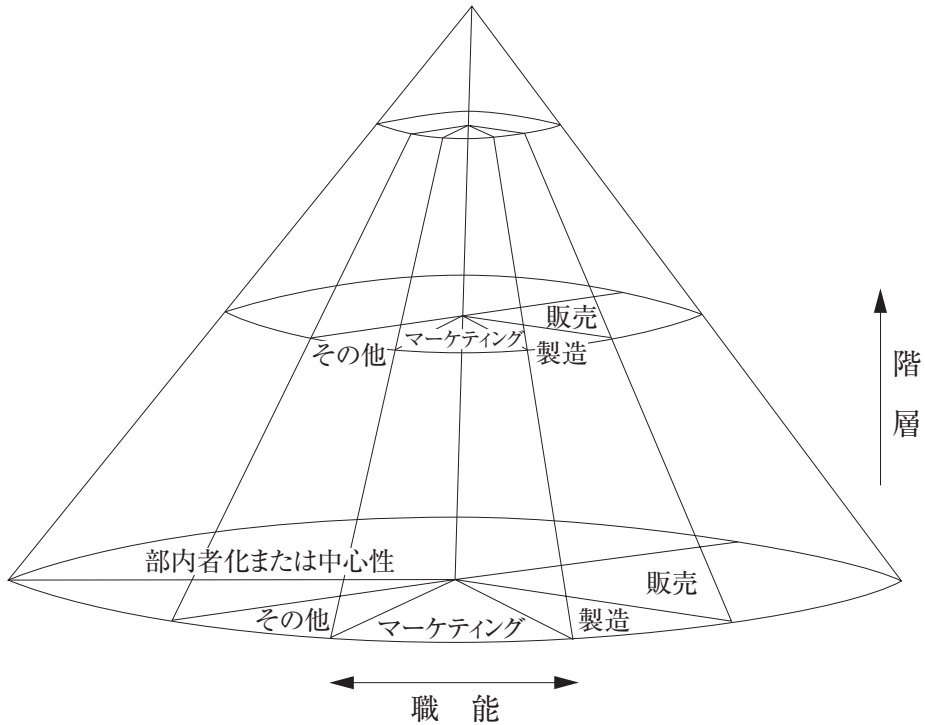 販売
マーケティング
その他
製造
階層
部内者化または中心性
販売
その他
マーケティング
製造
職能